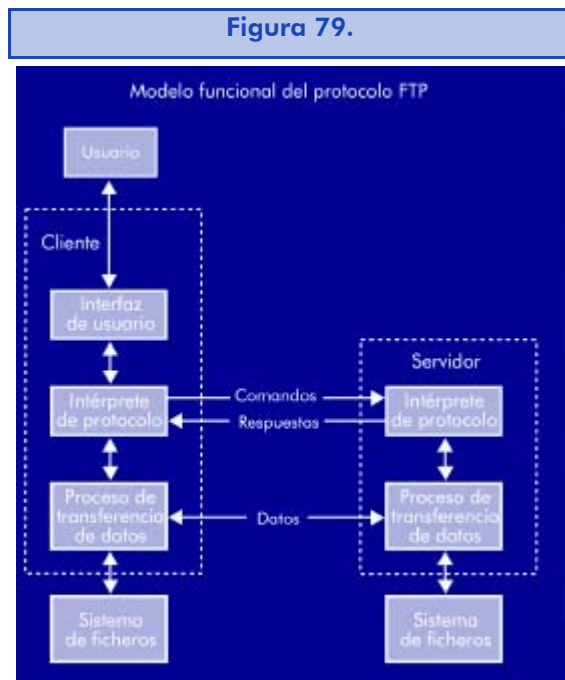 Figura 79.
Modelo funcional del protocolo FTP
Usuario
Cliente
Interfaz
de usuario
Servidor
Intérprete
de protocolo
Comandos
Respuestas
Intérprete
de protocolo
Proceso de
transferencia
de datos
Datos
Proceso de
transferencia
de datos
Sistema
de ficheros
Sistema
de ficheros